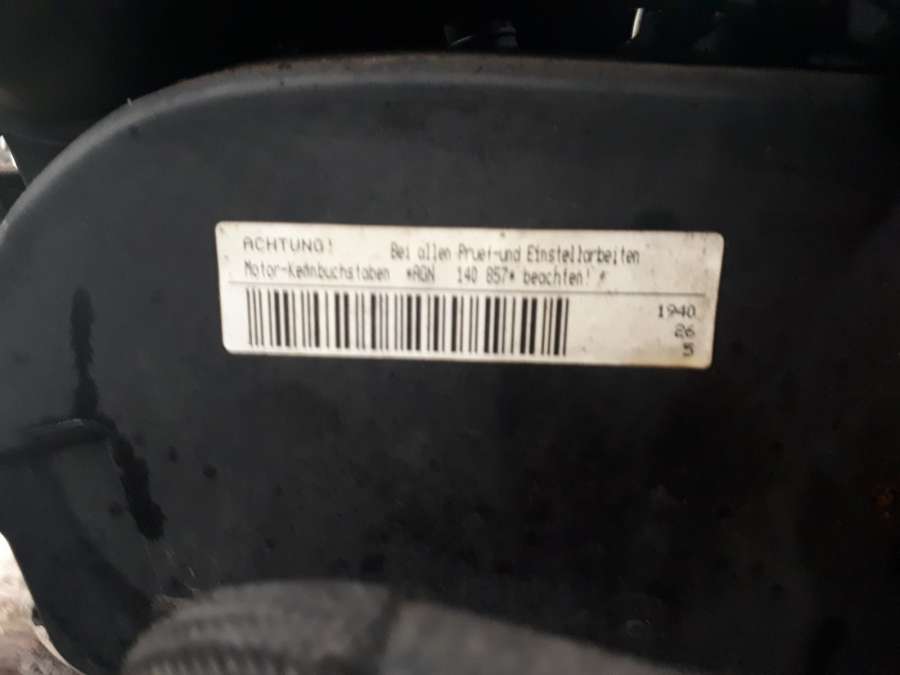 ACHTUNG! Bei allen Pruef-und Einstellarbeiten
Motor-Kennbuchstaben *AGN 140 857* beachten! *
1940
26
5